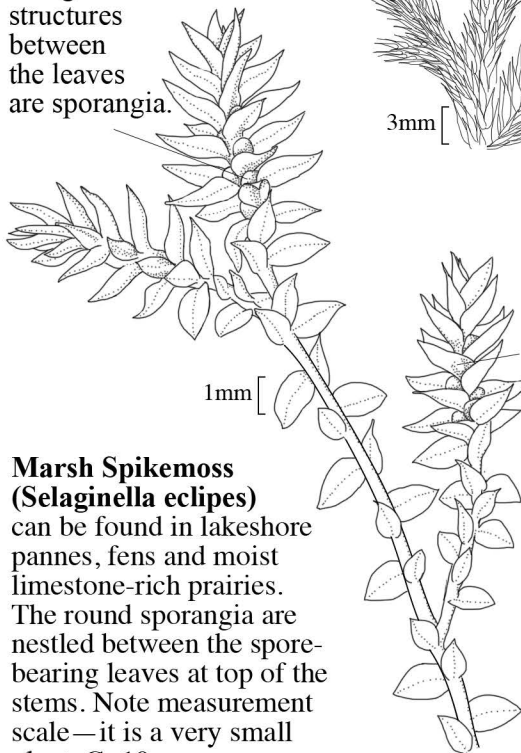 structures
between
the leaves
are sporangia.
3mm
1mm
Marsh Spikemoss
(Selaginella eclipes)
can be found in lakeshore
pannes, fens and moist
limestone-rich prairies.
The round sporangia are
nestled between the spore-
bearing leaves at top of the
stems. Note measurement
scale—it is a very small